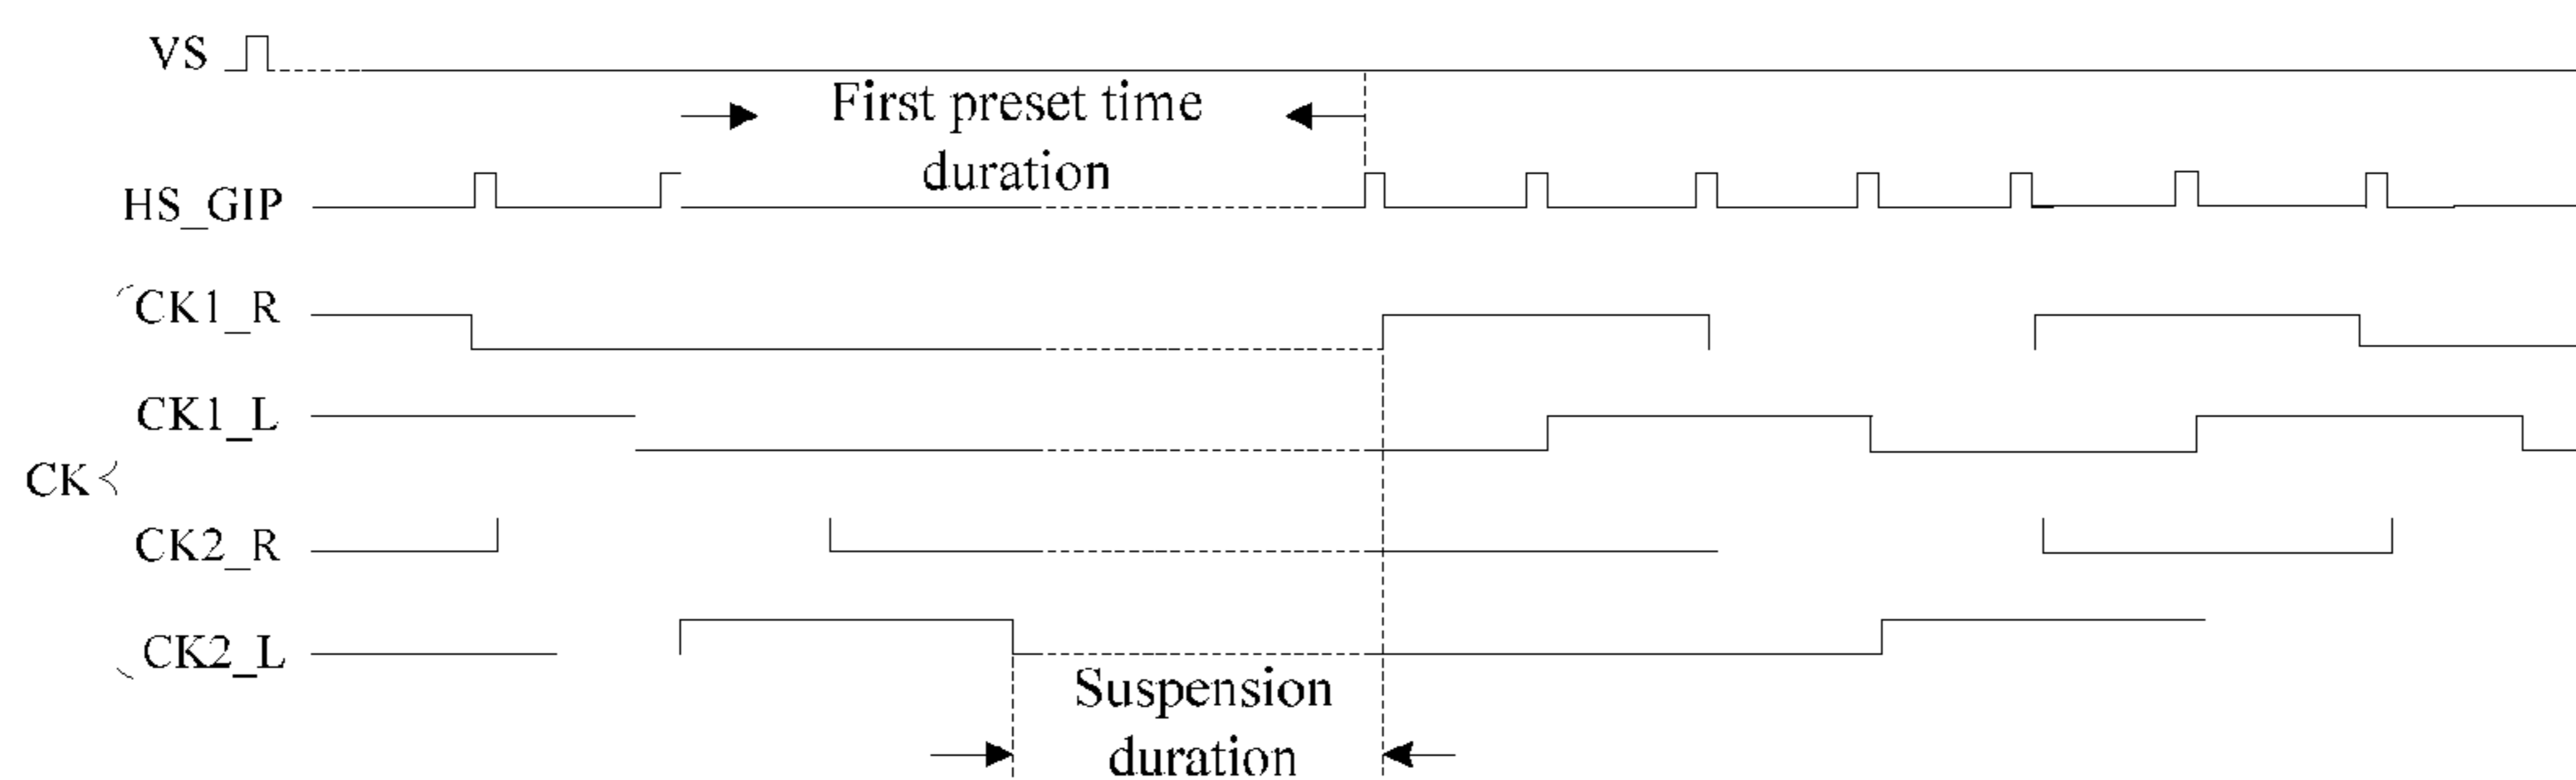 VS
First preset time
duration
HS_GIP
CK1_R
CK1_L
CK
CK2_R
CK2_L
Suspension
duration